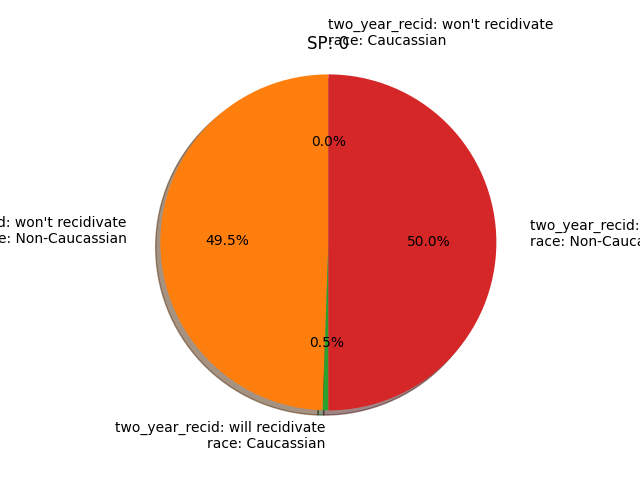 two_year_recid: won't recidivate
race: Caucassian
SP: 0
0.0%
d: won't recidivate
e: Non-Caucassian
49.5%
50.0%
two_year_recid:
race: Non-Cauca
0.5%
two_year_recid: will recidivate
race: Caucassian